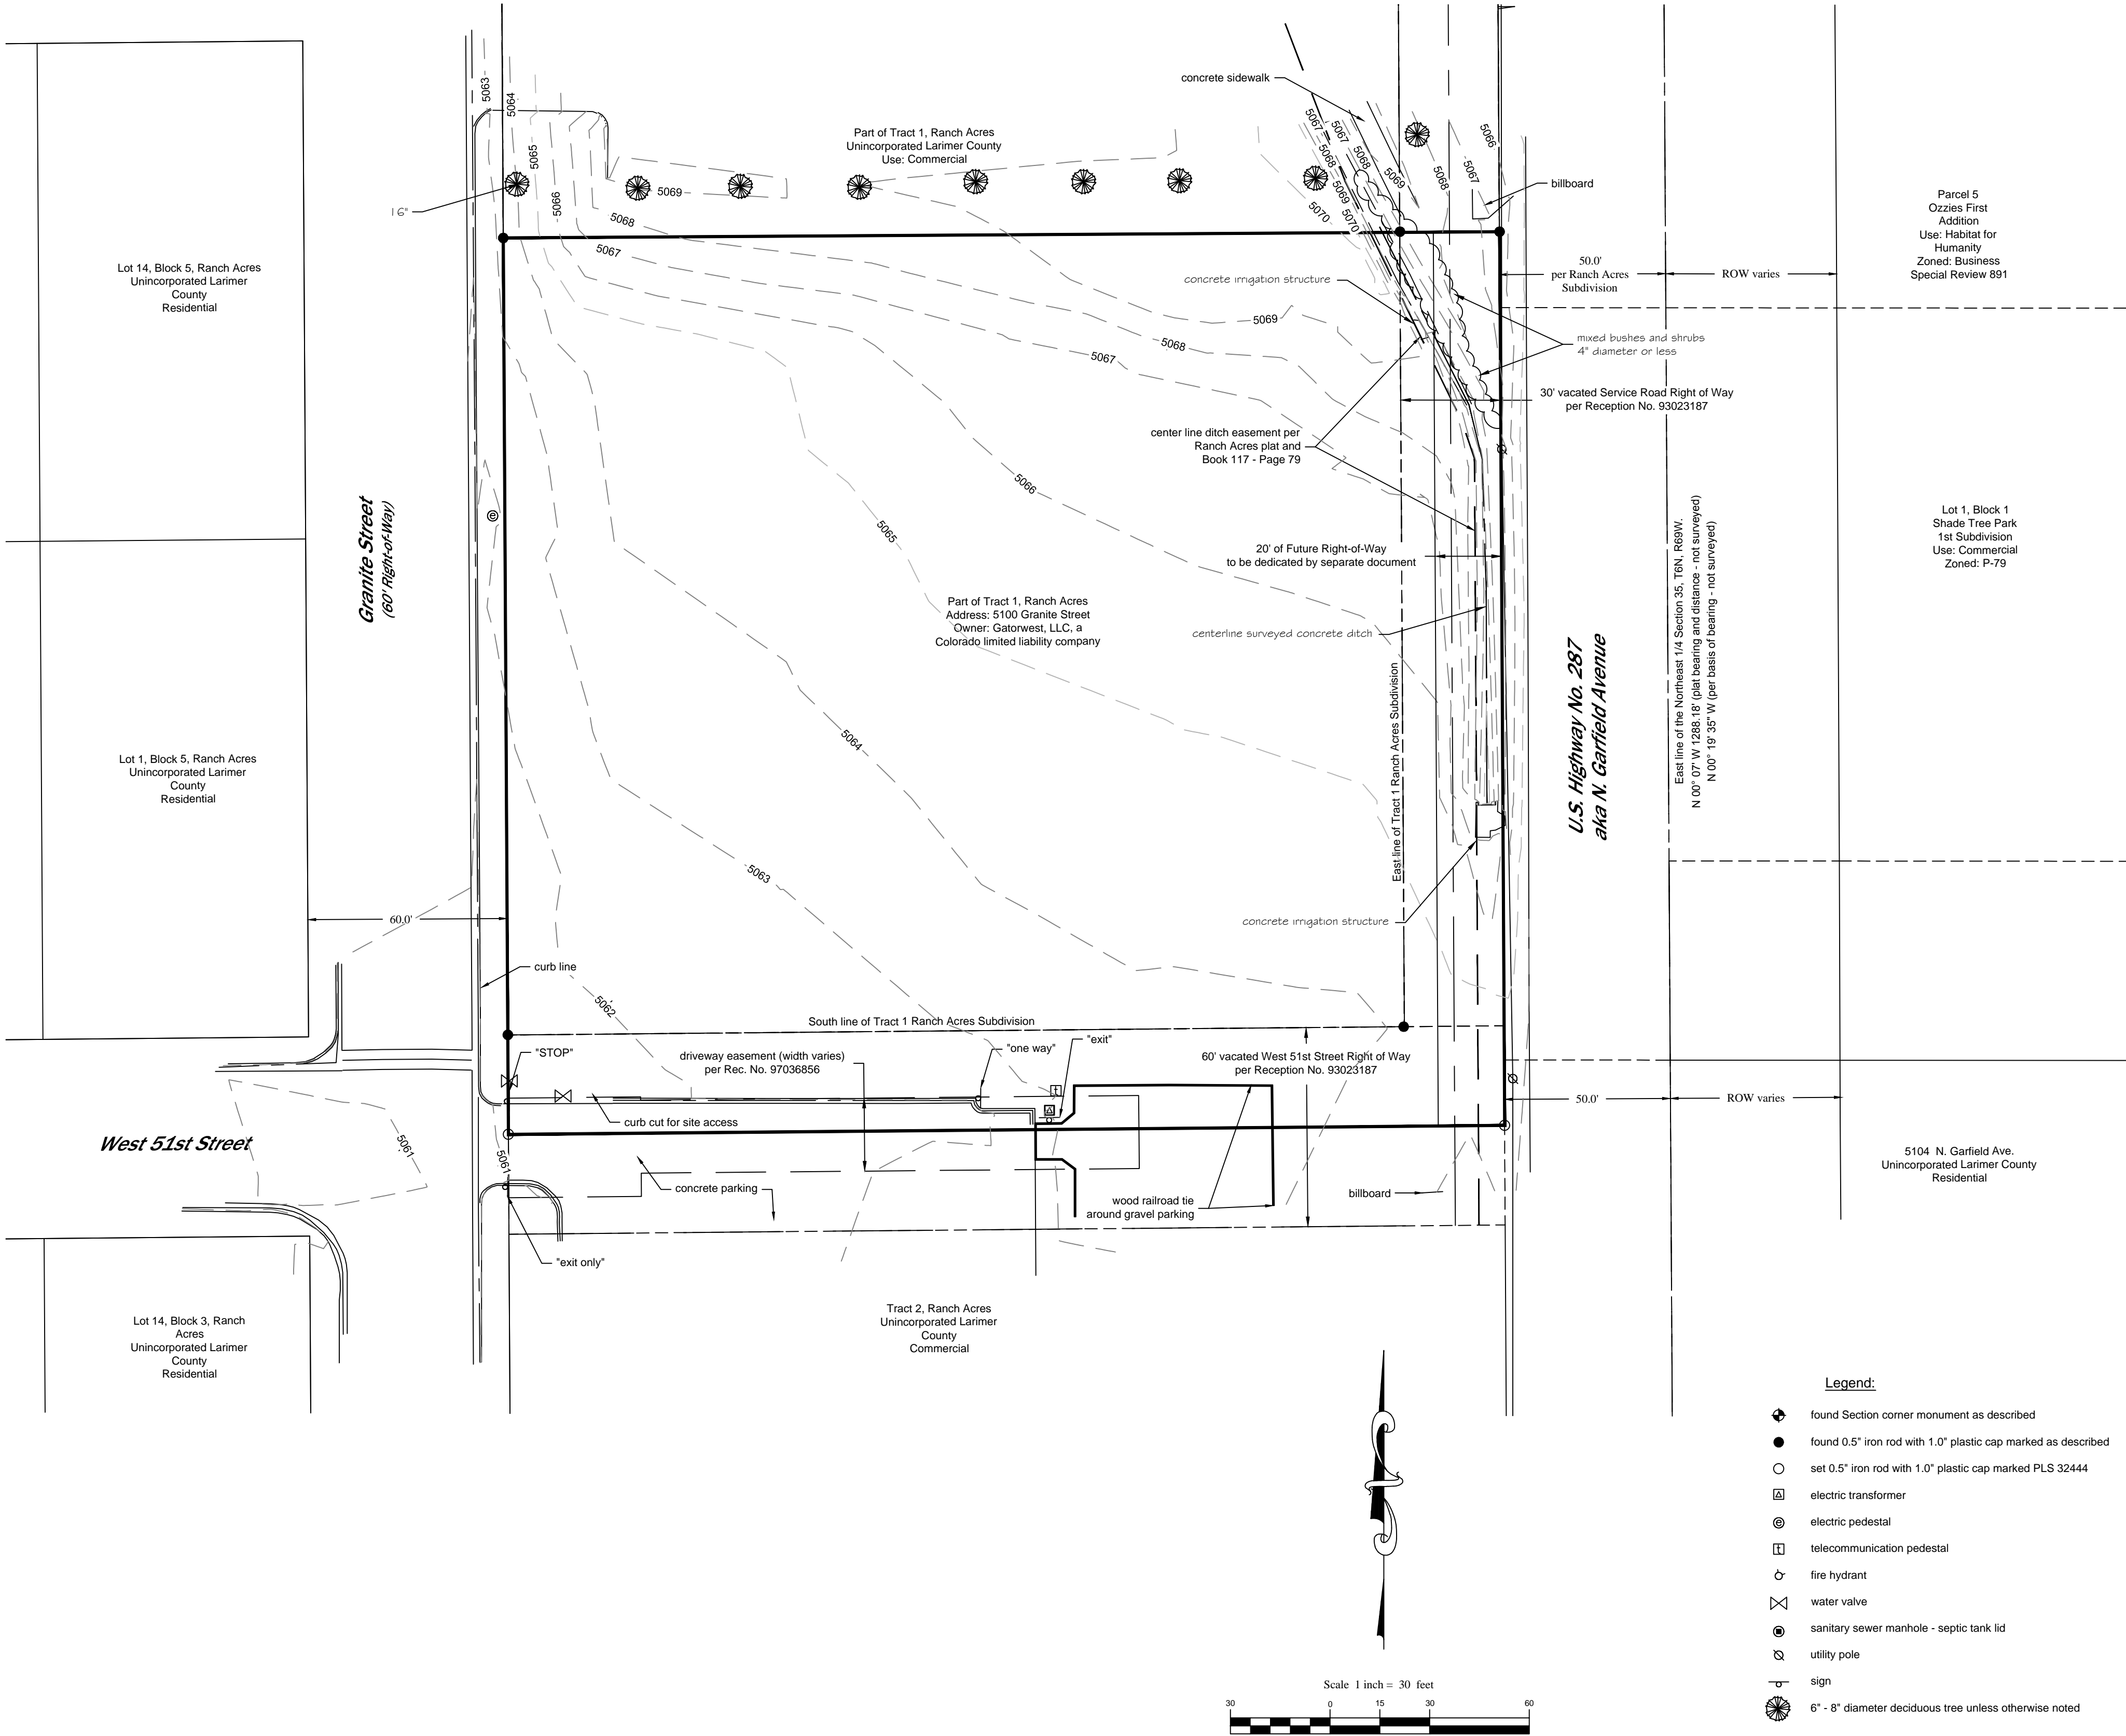 5063
5064
5065
5066
16"
5069
5068
5067
Part of Tract 1, Ranch Acres
Unincorporated Larimer County
Use: Commercial
concrete sidewalk
5067
5067
5068
5068
5069
5069
5070
5070
5068
5067
5066
billboard
Parcel 5
Ozzies First
Addition
Use: Habitat for
Humanity
Zoned: Business
Special Review 891
Lot 14, Block 5, Ranch Acres
Unincorporated Larimer
County
Residential
50.0'
per Ranch Acres
Subdivision
ROW varies
concrete irrigation structure
5069
5068
5067
mixed bushes and shrubs
4" diameter or less
30' vacated Service Road Right of Way
per Reception No. 93023187
center line ditch easement per
Ranch Acres plat and
Book 117 - Page 79
5066
5065
Granite Street
(60' Right-of-Way)
e
20' of Future Right-of-Way
to be dedicated by separate document
Lot 1, Block 1
Shade Tree Park
1st Subdivision
Use: Commercial
Zoned: P-79
Part of Tract 1, Ranch Acres
Address: 5100 Granite Street
Owner: Gatorwest, LLC, a
Colorado limited liability company
centerline surveyed concrete ditch
East line of Tract 1 Ranch Acres Subdivision
U.S. Highway No. 287
aka N. Garfield Avenue
East line of the Northeast 1/4 Section 35, T6N, R69W.
N 00° 07' W 1288.18' (plat bearing and distance - not surveyed)
N 00° 19' 35" W (per basis of bearing - not surveyed)
Lot 1, Block 5, Ranch Acres
Unincorporated Larimer
County
Residential
5064
5063
60.0'
concrete irrigation structure
curb line
5062
South line of Tract 1 Ranch Acres Subdivision
"STOP"
driveway easement (width varies)
per Rec. No. 97036856
"one way"
"exit"
60' vacated West 51st Street Right of Way
per Reception No. 93023187
t
50.0'
ROW varies
curb cut for site access
West 51st Street
5061
5061
concrete parking
wood railroad tie
around gravel parking
billboard
5104 N. Garfield Ave.
Unincorporated Larimer County
Residential
"exit only"
Lot 14, Block 3, Ranch
Acres
Unincorporated Larimer
County
Residential
Tract 2, Ranch Acres
Unincorporated Larimer
County
Commercial
Legend:
found Section corner monument as described
found 0.5" iron rod with 1.0" plastic cap marked as described
set 0.5" iron rod with 1.0" plastic cap marked PLS 32444
electric transformer
e electric pedestal
t telecommunication pedestal
fire hydrant
water valve
sanitary sewer manhole - septic tank lid
utility pole
sign
6" - 8" diameter deciduous tree unless otherwise noted
Scale 1 inch = 30 feet
30 0 15 30 60